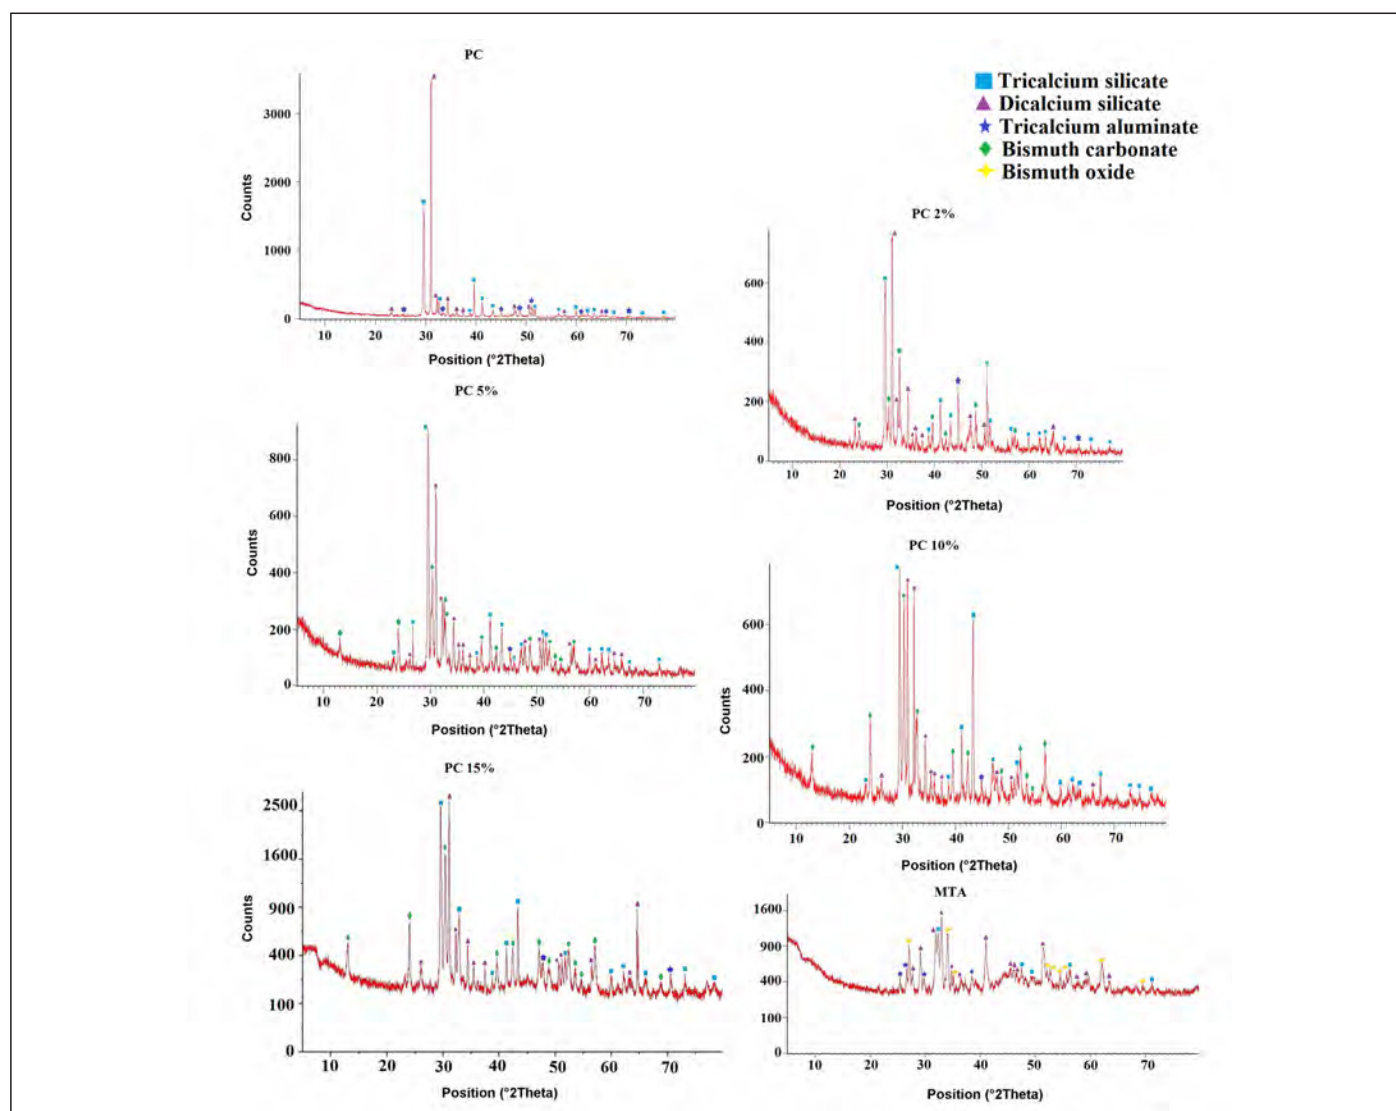 PC
Counts
3000
2000
1000
0
10 20 30 40 50 60 70
Position (°2Theta)
Tricalcium silicate
Dicalcium silicate
Tricalcium aluminate
Bismuth carbonate
Bismuth oxide
PC 2%
600
400
200
0
10 20 30 40 50 60 70
Position (°2Theta)
PC 5%
Counts
800
600
400
200
0
10 20 30 40 50 60 70
Position (°2Theta)
PC 10%
Counts
600
400
200
0
10 20 30 40 50 60 70
Position (°2Theta)
PC 15%
Counts
2500
1600
900
400
100
0
10 20 30 40 50 60 70
Position (°2Theta)
MTA
Counts
1600
900
400
100
0
10 20 30 40 50 60 70
Position (°2Theta)